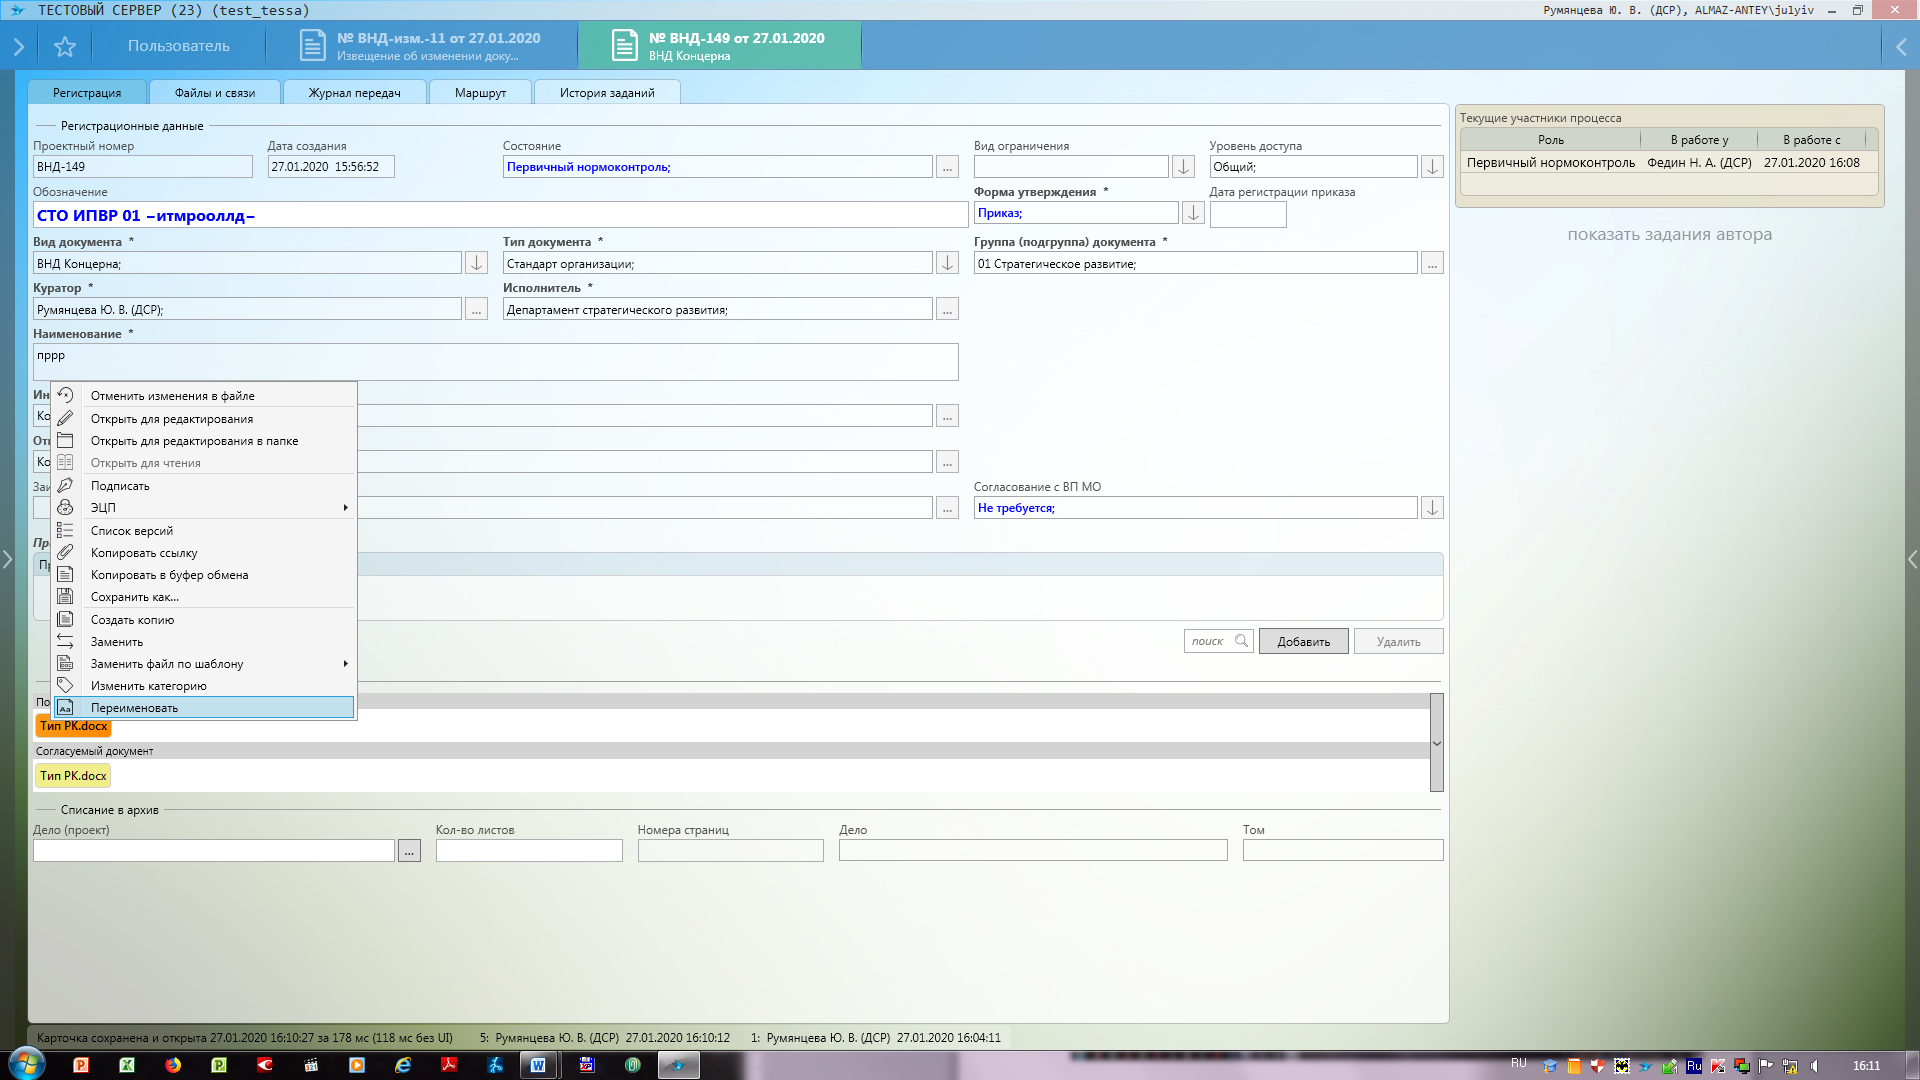 ТЕСТОВЫЙ СЕРВЕР (23) (test_tessa)
Румянцева Ю. В. (ДСР), ALMAZ-ANTEY\julyiv
Пользователь
№ ВНД-изм.-11 от 27.01.2020
Извещение об изменении доку...
№ ВНД-149 от 27.01.2020
ВНД Концерна
Регистрация
Файлы и связи
Журнал передач
Маршрут
История заданий
Регистрационные данные
Проектный номер
Дата создания
Состояние
Вид ограничения
Уровень доступа
ВНД-149
27.01.2020 15:56:52
Первичный нормоконтроль;
...
Общий;
Обозначение
Форма утверждения *
Дата регистрации приказа
СТО ИПВР 01 –итмрооллд–
Приказ;
Вид документа *
Тип документа *
Группа (подгруппа) документа *
ВНД Концерна;
Стандарт организации;
01 Стратегическое развитие;
...
Куратор *
Исполнитель *
Румянцева Ю. В. (ДСР);
...
Департамент стратегического развития;
...
Наименование *
пррр
Ин
Ко
...
От
Ко
...
Заи
...
Согласование с ВП МО
Не требуется;
Пр
Пр
Отменить изменения в файле
Открыть для редактирования
Открыть для редактирования в папке
Открыть для чтения
Подписать
ЭЦП
Список версий
Копировать ссылку
Копировать в буфер обмена
Сохранить как...
Создать копию
Заменить
Заменить файл по шаблону
Изменить категорию
Переименовать
поиск
Добавить
Удалить
По
Тип РК.docx
Согласуемый документ
Тип РК.docx
Списание в архив
Дело (проект)
Кол-во листов
Номера страниц
Дело
Том
...
Текущие участники процесса
Роль
В работе у
В работе с
Первичный нормоконтроль
Федин Н. А. (ДСР)
27.01.2020 16:08
показать задания автора
Карточка сохранена и открыта 27.01.2020 16:10:27 за 178 мс (118 мс без UI)
5: Румянцева Ю. В. (ДСР) 27.01.2020 16:10:12
1: Румянцева Ю. В. (ДСР) 27.01.2020 16:04:11
RU
Ru
16:11